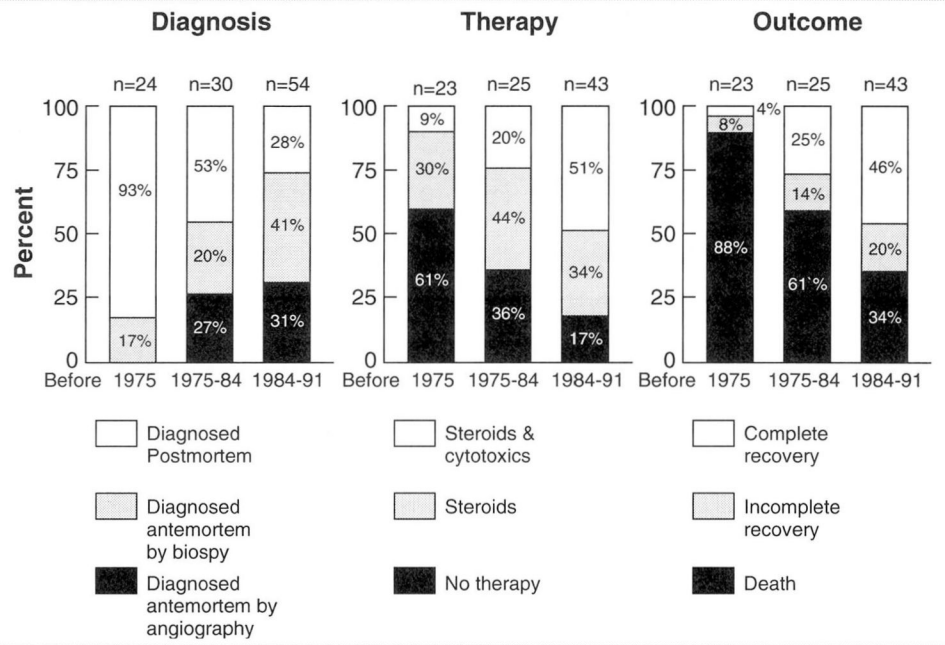 Diagnosis
Therapy
Outcome
n=24 n=30 n=54
n=23 n=25 n=43
n=23 n=25 n=43
Percent
100
75
50
25
0
93%
17%
53%
20%
27%
28%
41%
31%
Before 1975 1975-84 1984-91
100
75
50
25
0
9%
30%
61%
20%
44%
36%
51%
34%
17%
Before 1975 1975-84 1984-91
100
75
50
25
0
4%
8%
88%
25%
14%
61`%
46%
20%
34%
Before 1975 1975-84 1984-91
Diagnosed
Postmortem
Diagnosed
antemortem
by biospy
Diagnosed
antemortem by
angiography
Steroids &
cytotoxics
Steroids
No therapy
Complete
recovery
Incomplete
recovery
Death